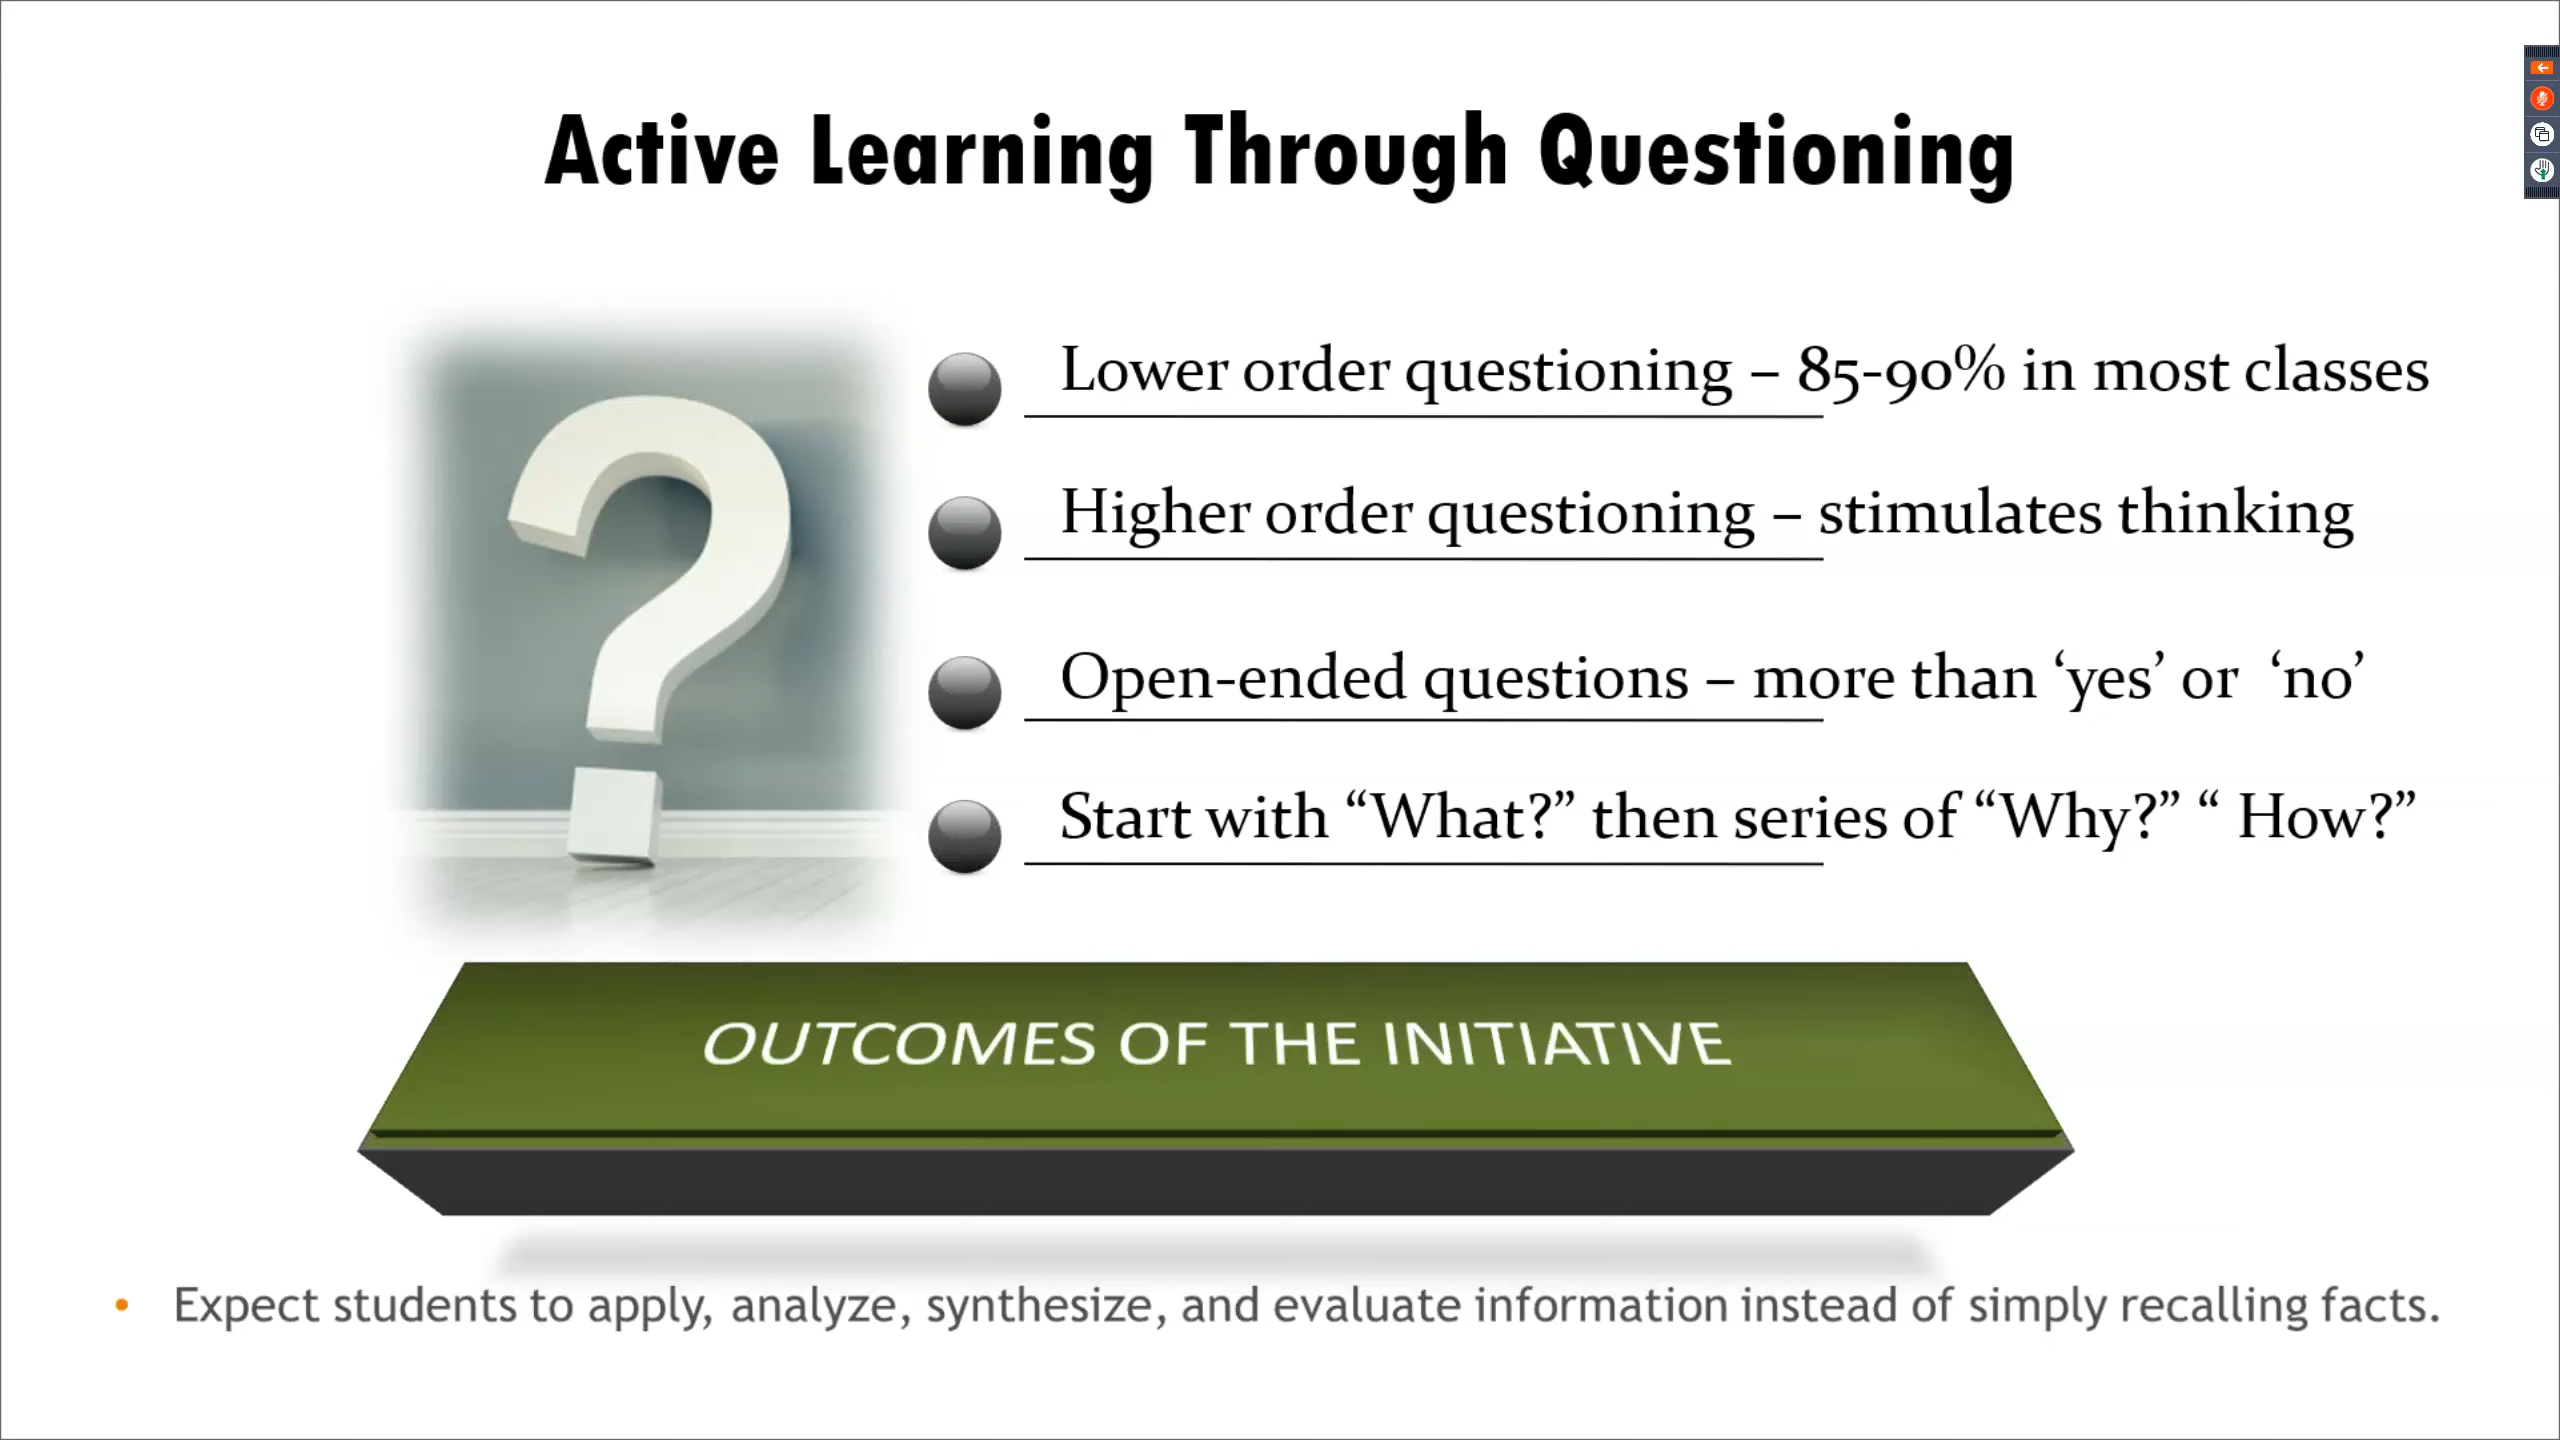 Active Learning Through Questioning
Lower order questioning – 85-90% in most classes
Higher order questioning – stimulates thinking
Open-ended questions – more than ‘yes’ or  ‘no’
Start with “What?” then series of “Why?” “ How?”
OUTCOMES OF THE INITIATIVE
• Expect students to apply, analyze, synthesize, and evaluate information instead of simply recalling facts.